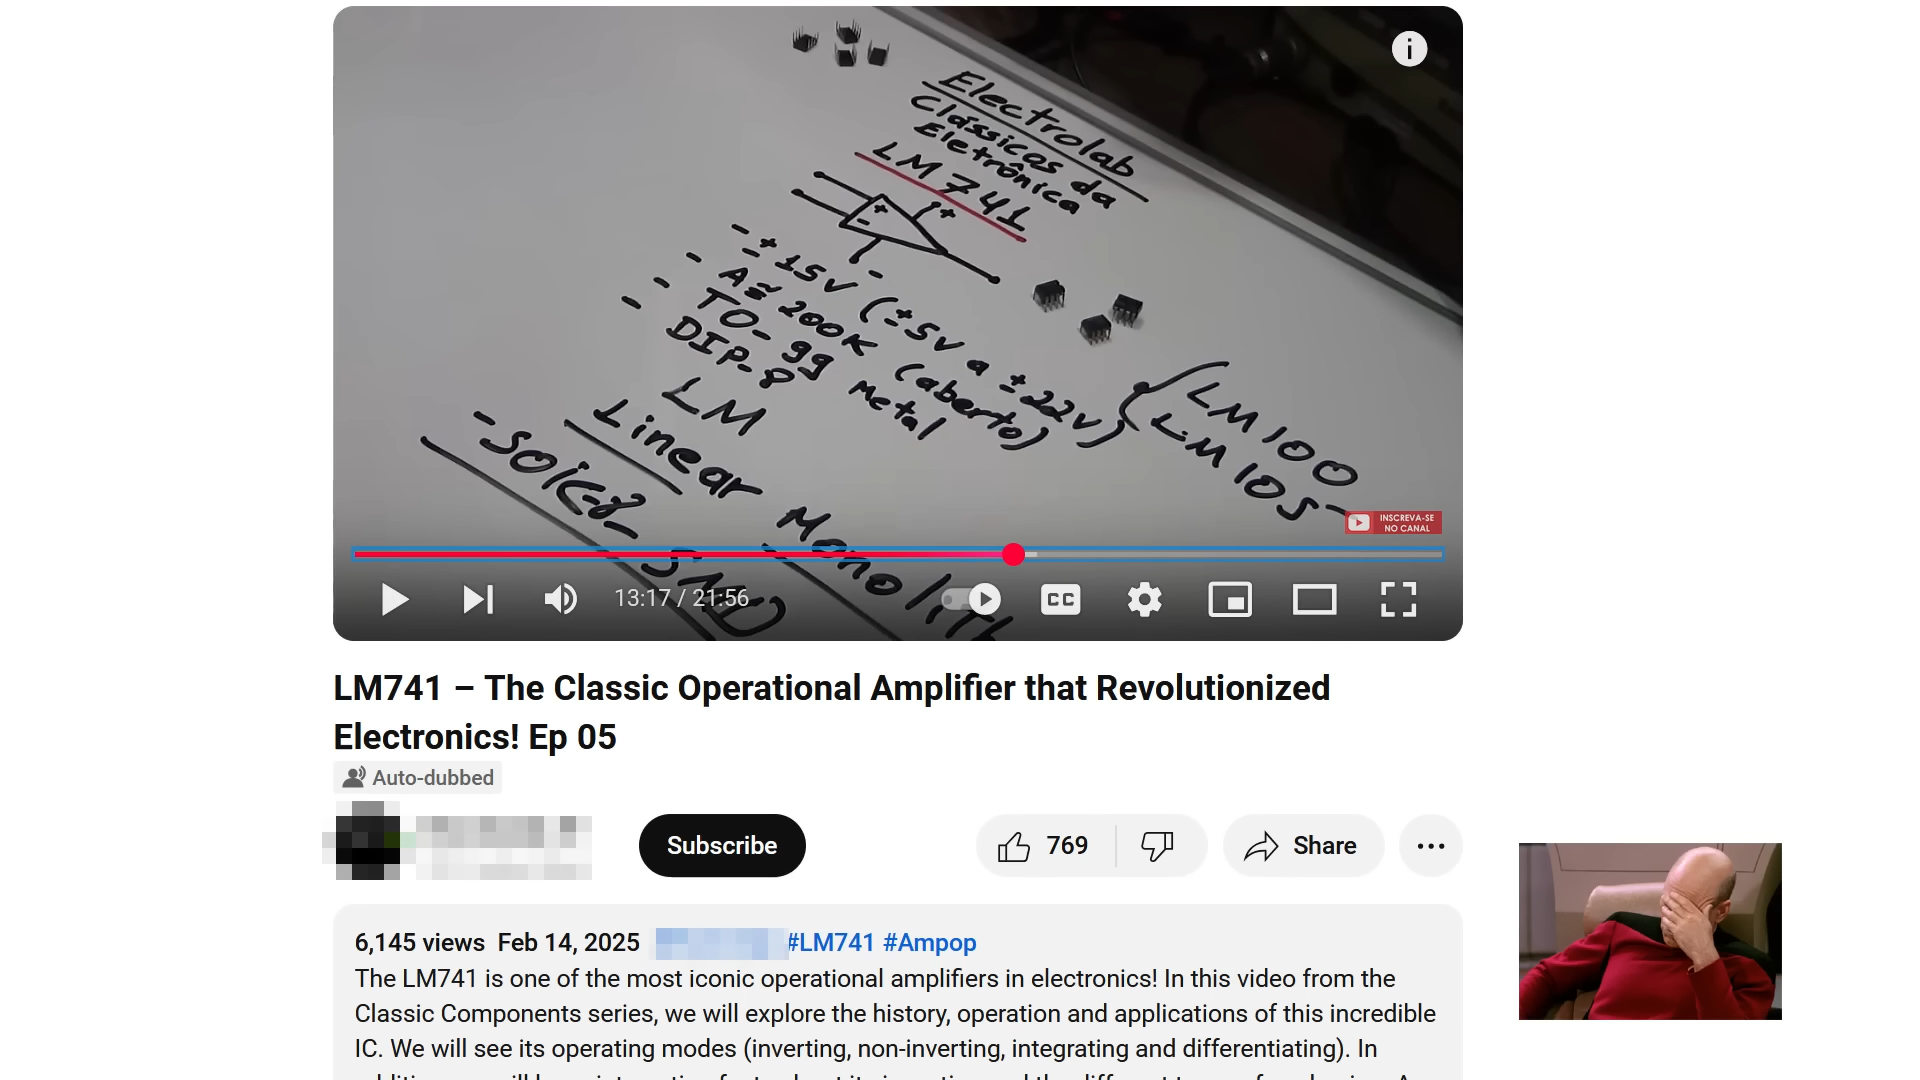 Electrolab
Clássicos da
Eletrônica
LM741
+
-
+
-
- ±15V (±5V a ±22V)
- A≅200K (aberto)
- TO-99 Metal
- DIP-8
LM
Linear Monolith
- SOIC8-
SMD
LM100
LM105
INSCREVA-SE
NO CANAL
13:17 / 21:56
CC
LM741 – The Classic Operational Amplifier that Revolutionized
Electronics! Ep 05
Auto-dubbed
Subscribe
769
Share
6,145 views Feb 14, 2025 #LM741 #Ampop
The LM741 is one of the most iconic operational amplifiers in electronics! In this video from the
Classic Components series, we will explore the history, operation and applications of this incredible
IC. We will see its operating modes (inverting, non-inverting, integrating and differentiating). In